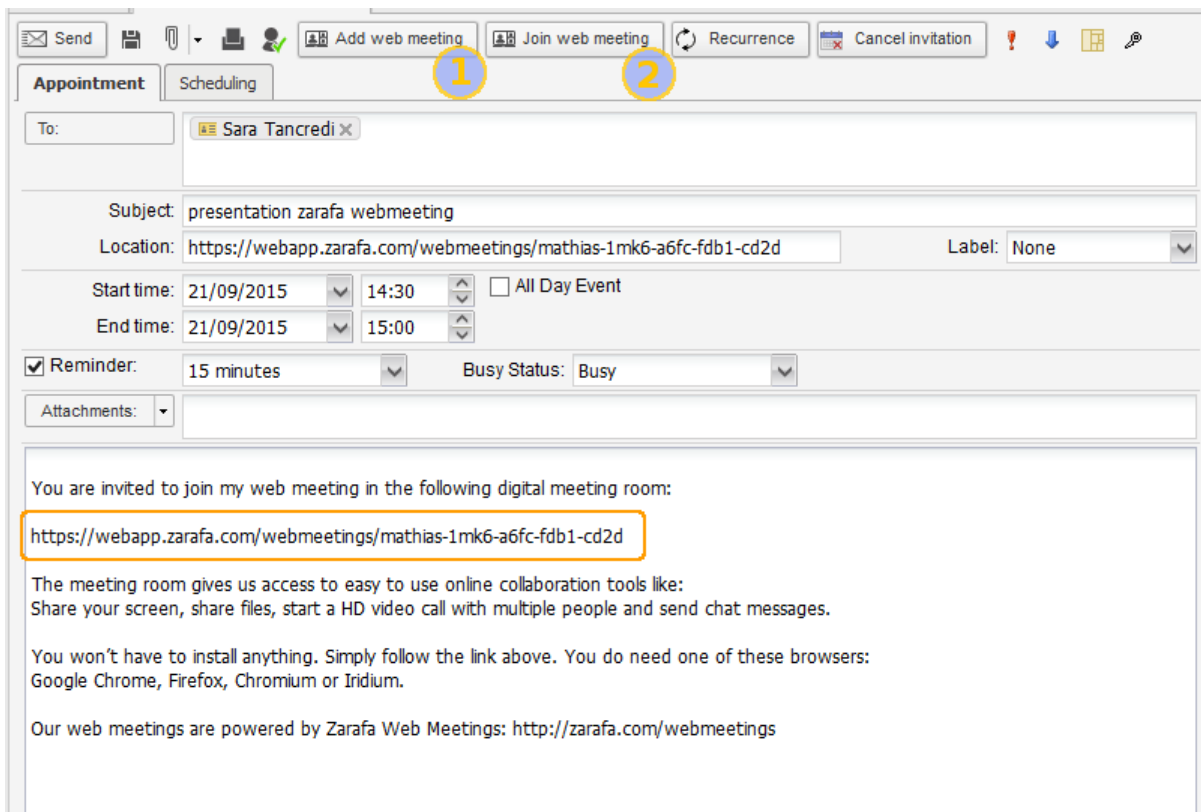 Send Add web meeting Join web meeting Recurrence Cancel invitation
1 2
Appointment Scheduling
To: Sara Tancredi
Subject: presentation zarafa webmeeting
Location: https://webapp.zarafa.com/webmeetings/mathias-1mk6-a6fc-fdb1-cd2d Label: None
Start time: 21/09/2015 14:30 All Day Event
End time: 21/09/2015 15:00
Reminder: 15 minutes Busy Status: Busy
Attachments:
You are invited to join my web meeting in the following digital meeting room:
https://webapp.zarafa.com/webmeetings/mathias-1mk6-a6fc-fdb1-cd2d
The meeting room gives us access to easy to use online collaboration tools like:
Share your screen, share files, start a HD video call with multiple people and send chat messages.
You won't have to install anything. Simply follow the link above. You do need one of these browsers:
Google Chrome, Firefox, Chromium or Iridium.
Our web meetings are powered by Zarafa Web Meetings: http://zarafa.com/webmeetings